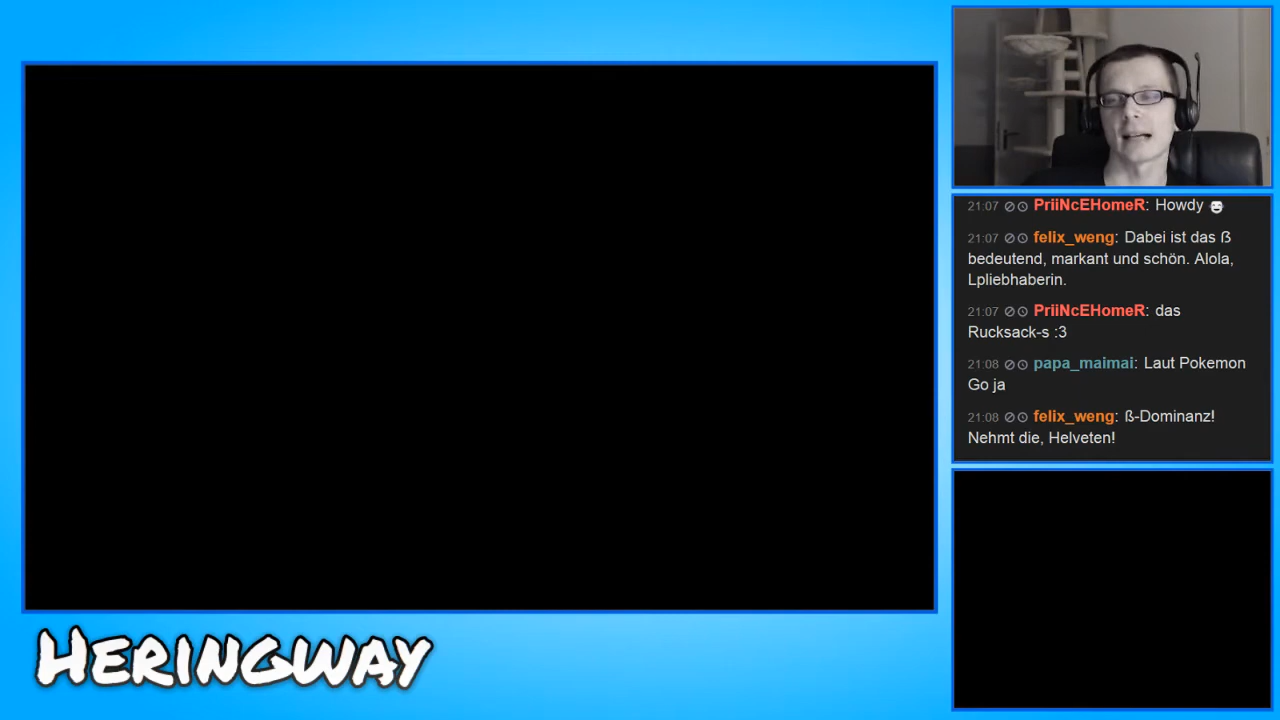 21:07 PriiNcEHomeR: Howdy
21:07 felix_weng: Dabei ist das ß
bedeutend, markant und schön. Alola,
Lpliebhaberin.
21:07 PriiNcEHomeR: das
Rucksack-s :3
21:08 papa_maimai: Laut Pokemon
Go ja
21:08 felix_weng: ß-Dominanz!
Nehmt die, Helveten!
HERINGWAY